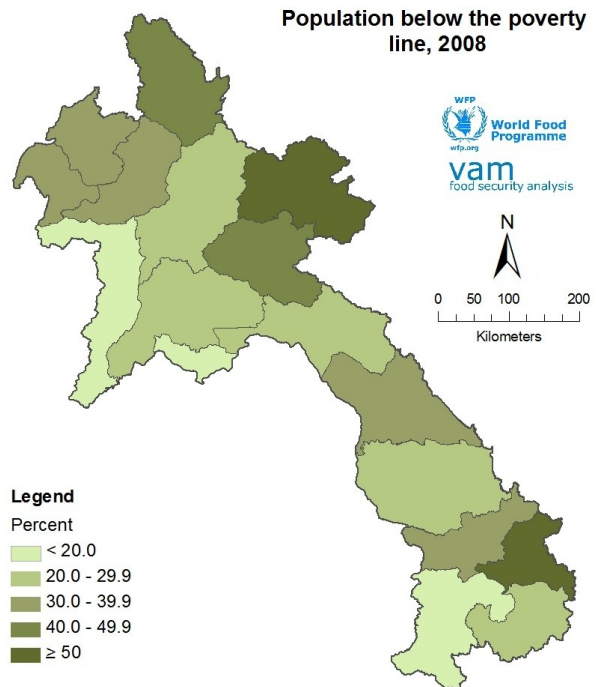 Population below the poverty
line, 2008
WFP
wfp.org
World Food
Programme
vam
food security analysis
N
0 50 100 200
Kilometers
Legend
Percent
< 20.0
20.0 - 29.9
30.0 - 39.9
40.0 - 49.9
≥ 50